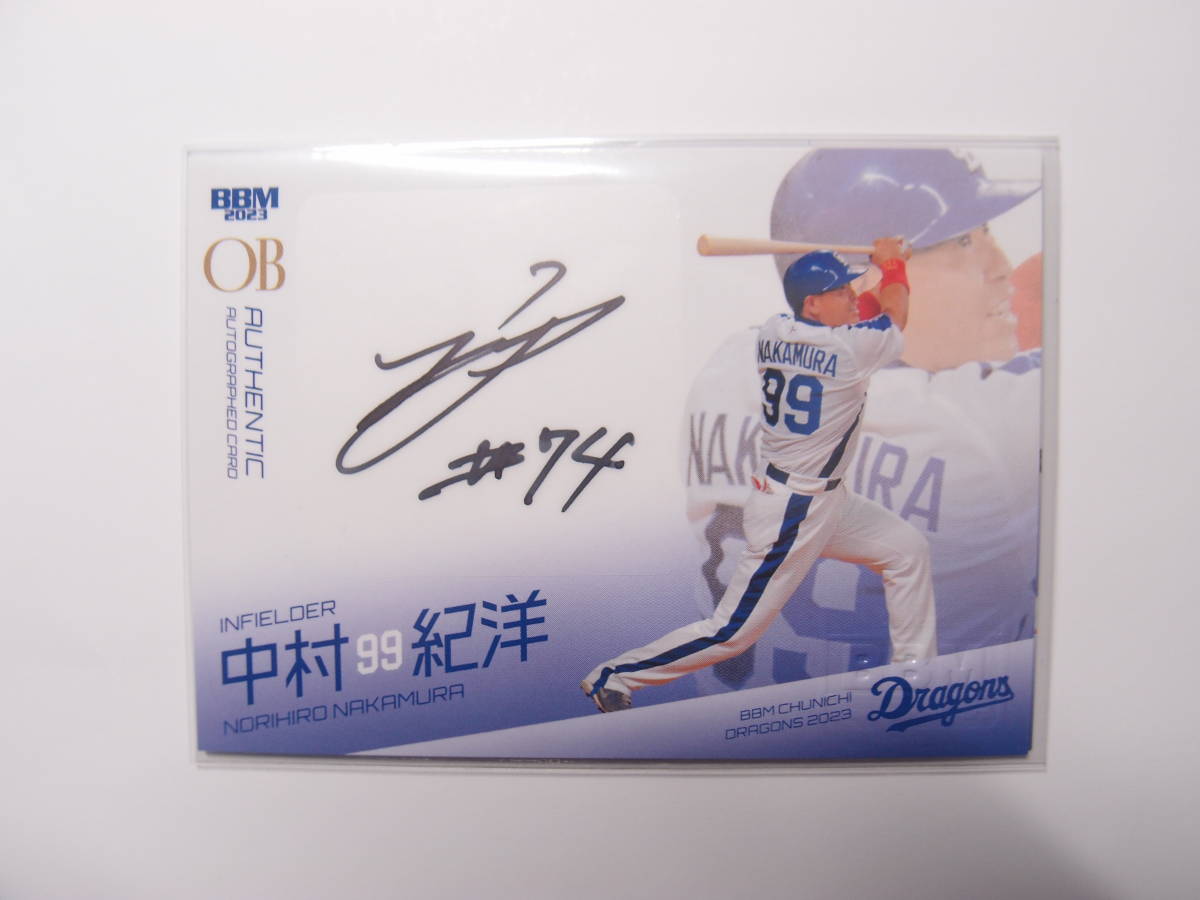 BBM
2023
OB
AUTHENTIC
AUTOGRAPHED CARD
#74
INFIELDER
中村 99 紀洋
NORIHIRO NAKAMURA
NAKAMURA
99
BBM CHUNICHI
DRAGONS 2023
Dragons